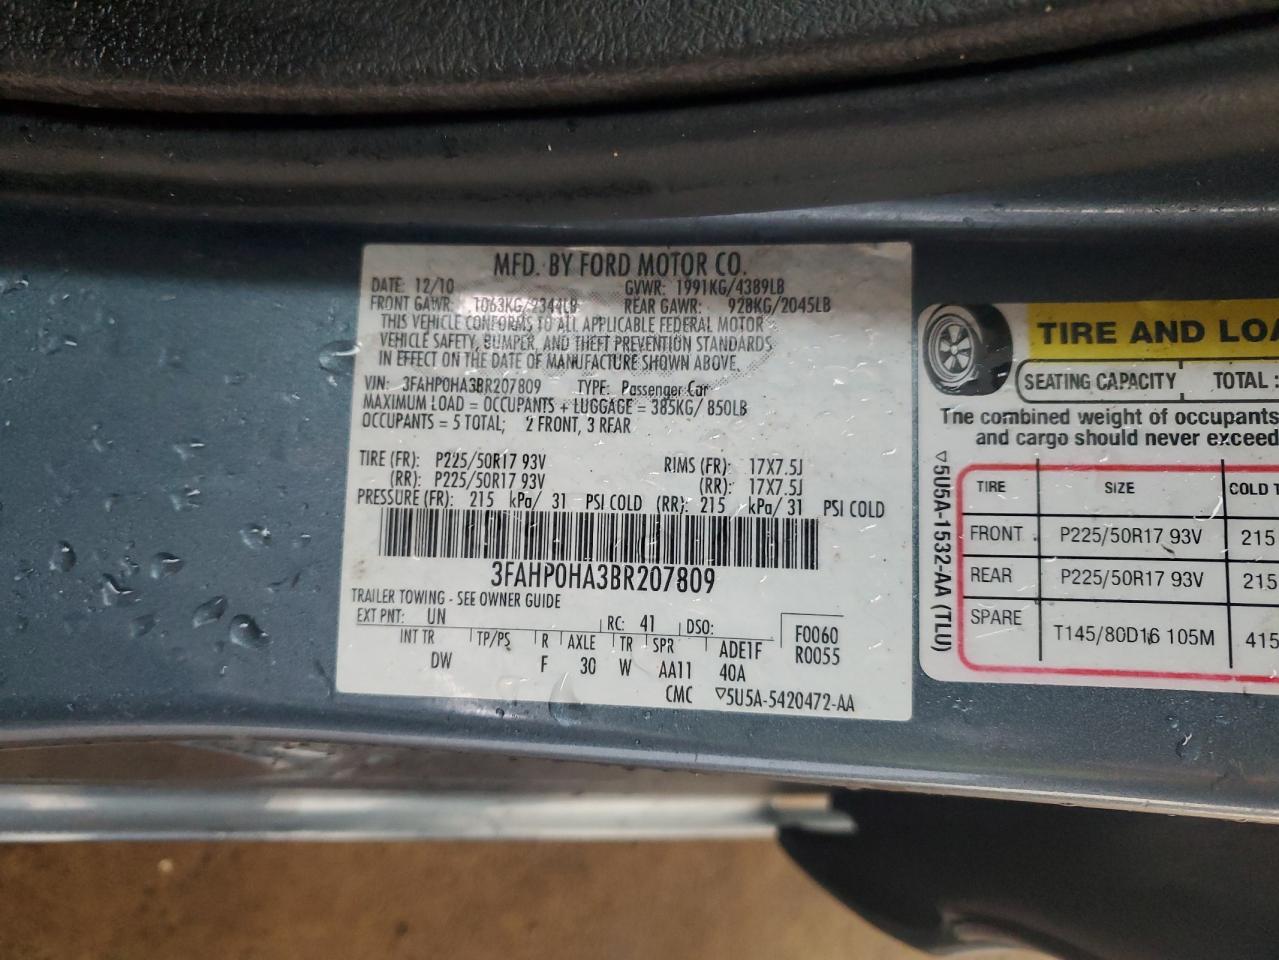 MFD. BY FORD MOTOR CO.
DATE: 12/10 GVWR: 1991KG/4389LB
FRONT GAWR: 1063KG/2344LB REAR GAWR: 928KG/2045LB
THIS VEHICLE CONFORMS TO ALL APPLICABLE FEDERAL MOTOR
VEHICLE SAFETY, BUMPER, AND THEFT PREVENTION STANDARDS
IN EFFECT ON THE DATE OF MANUFACTURE SHOWN ABOVE.
VIN: 3FAHP0HA3BR207809 TYPE: Passenger Car
MAXIMUM LOAD = OCCUPANTS + LUGGAGE = 385KG/ 850LB
OCCUPANTS = 5 TOTAL; 2 FRONT, 3 REAR
TIRE (FR): P225/50R17 93V RIMS (FR): 17X7.5J
(RR): P225/50R17 93V (RR): 17X7.5J
PRESSURE (FR): 215 kPa/ 31 PSI COLD (RR): 215 kPa/ 31 PSI COLD
3FAHP0HA3BR207809
TRAILER TOWING - SEE OWNER GUIDE
EXT PNT: UN RC: 41 DSO: F0060
INT TR TP/PS R AXLE TR SPR ADE1F R0055
DW F 30 W AA11 40A
CMC ▽5U5A-5420472-AA
TIRE AND LOA
SEATING CAPACITY TOTAL :
The combined weight of occupants
and cargo should never exceed
TIRE SIZE COLD T
FRONT P225/50R17 93V 215
REAR P225/50R17 93V 215
SPARE T145/80D16 105M 415
▽5U5A-1532-AA (TLU)